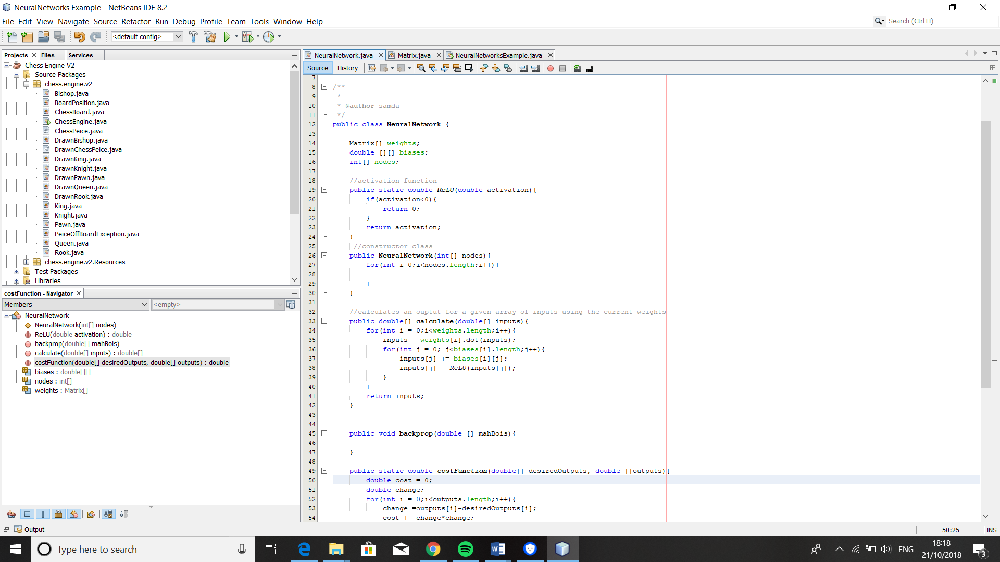 NeuralNetworks Example - NetBeans IDE 8.2
File Edit View Navigate Source Refactor Run Debug Profile Team Tools Window Help
Search (Ctrl+I)
<default config>
Projects Files Services
Chess Engine V2
Source Packages
chess.engine.v2
Bishop.java
BoardPosition.java
ChessBoard.java
ChessEngine.java
ChessPeice.java
DrawnBishop.java
DrawnChessPeice.java
DrawnKing.java
DrawnKnight.java
DrawnPawn.java
DrawnQueen.java
DrawnRook.java
King.java
Knight.java
Pawn.java
PeiceOffBoardException.java
Queen.java
Rook.java
chess.engine.v2.Resources
Test Packages
Libraries
costFunction - Navigator
Members <empty>
NeuralNetwork
NeuralNetwork(int[] nodes)
ReLU(double activation) : double
backprop(double[] mahBois)
calculate(double[] inputs) : double[]
costFunction(double[] desiredOutputs, double[] outputs) : double
biases : double[][]
nodes : int[]
weights : Matrix[]
NeuralNetwork.java Matrix.java NeuralNetworksExample.java
Source History
7
8 /**
9 *
10 * @author samda
11 */
12 public class NeuralNetwork {
13
14 Matrix[] weights;
15 double [][] biases;
16 int[] nodes;
17
18 //activation function
19 public static double ReLU(double activation){
20 if(activation<0){
21 return 0;
22 }
23 return activation;
24 }
25 //constructor class
26 public NeuralNetwork(int[] nodes){
27 for(int i=0;i<nodes.length;i++){
28
29 }
30 }
31
32 //calculates an ouptut for a given array of inputs using the current weights
33 public double[] calculate(double[] inputs){
34 for(int i = 0;i<weights.length;i++){
35 inputs = weights[i].dot(inputs);
36 for(int j = 0; j<biases[i].length;j++){
37 inputs[j] += biases[i][j];
38 inputs[j] = ReLU(inputs[j]);
39 }
40 }
41 return inputs;
42 }
43
44
45 public void backprop(double [] mahBois){
46
47 }
48
49 public static double costFunction(double[] desiredOutputs, double []outputs){
50 double cost = 0;
51 double change;
52 for(int i = 0;i<outputs.length;i++){
53 change =outputs[i]-desiredOutputs[i];
54 cost += change*change;
Output
50:25 INS
Type here to search
ENG
18:18
21/10/2018
3